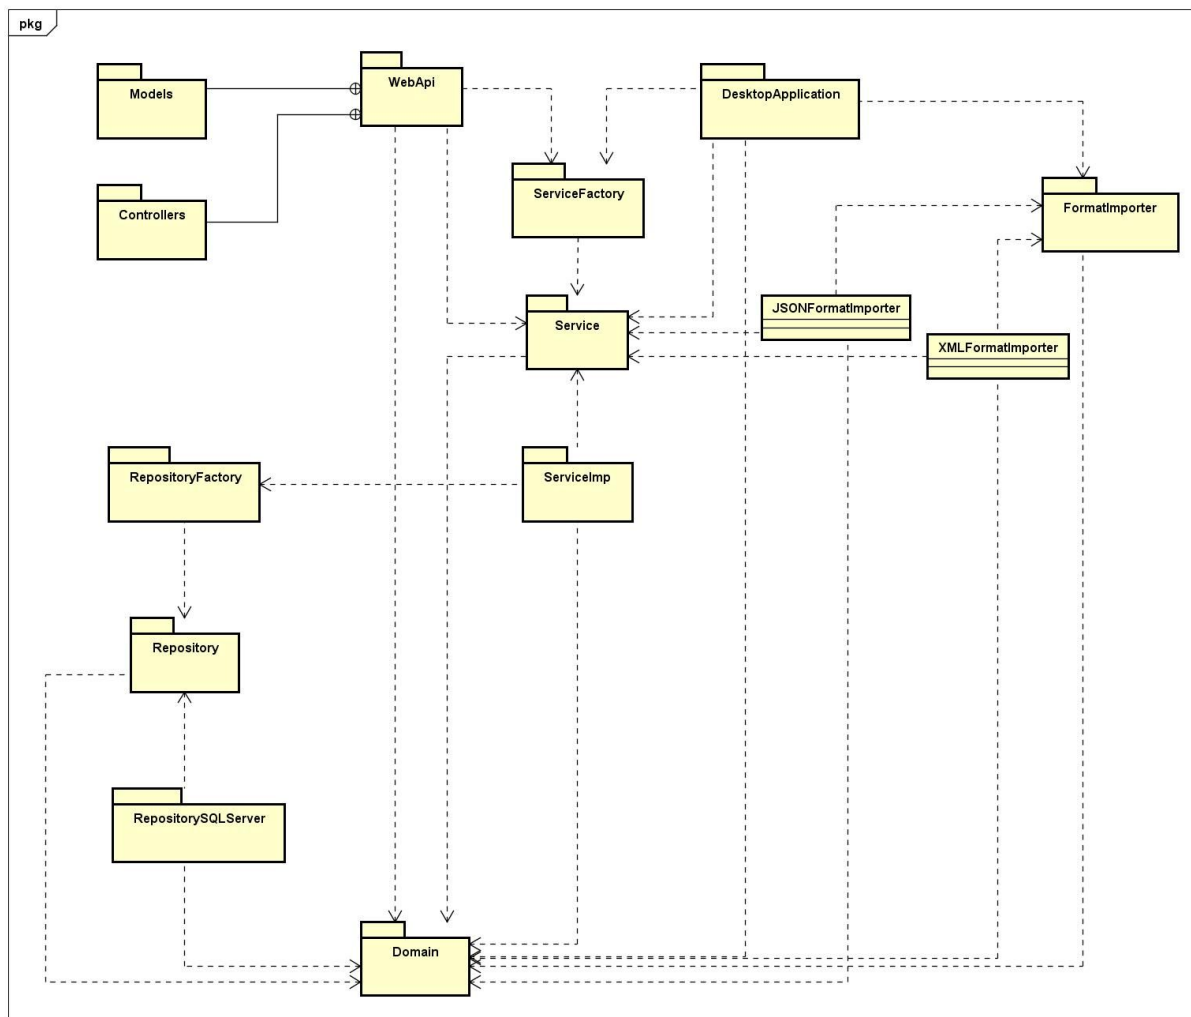 pkg
Models
WebApi
DesktopApplication
Controllers
ServiceFactory
FormatImporter
Service
JSONFormatImporter
XMLFormatImporter
RepositoryFactory
ServiceImp
Repository
RepositorySQLServer
Domain